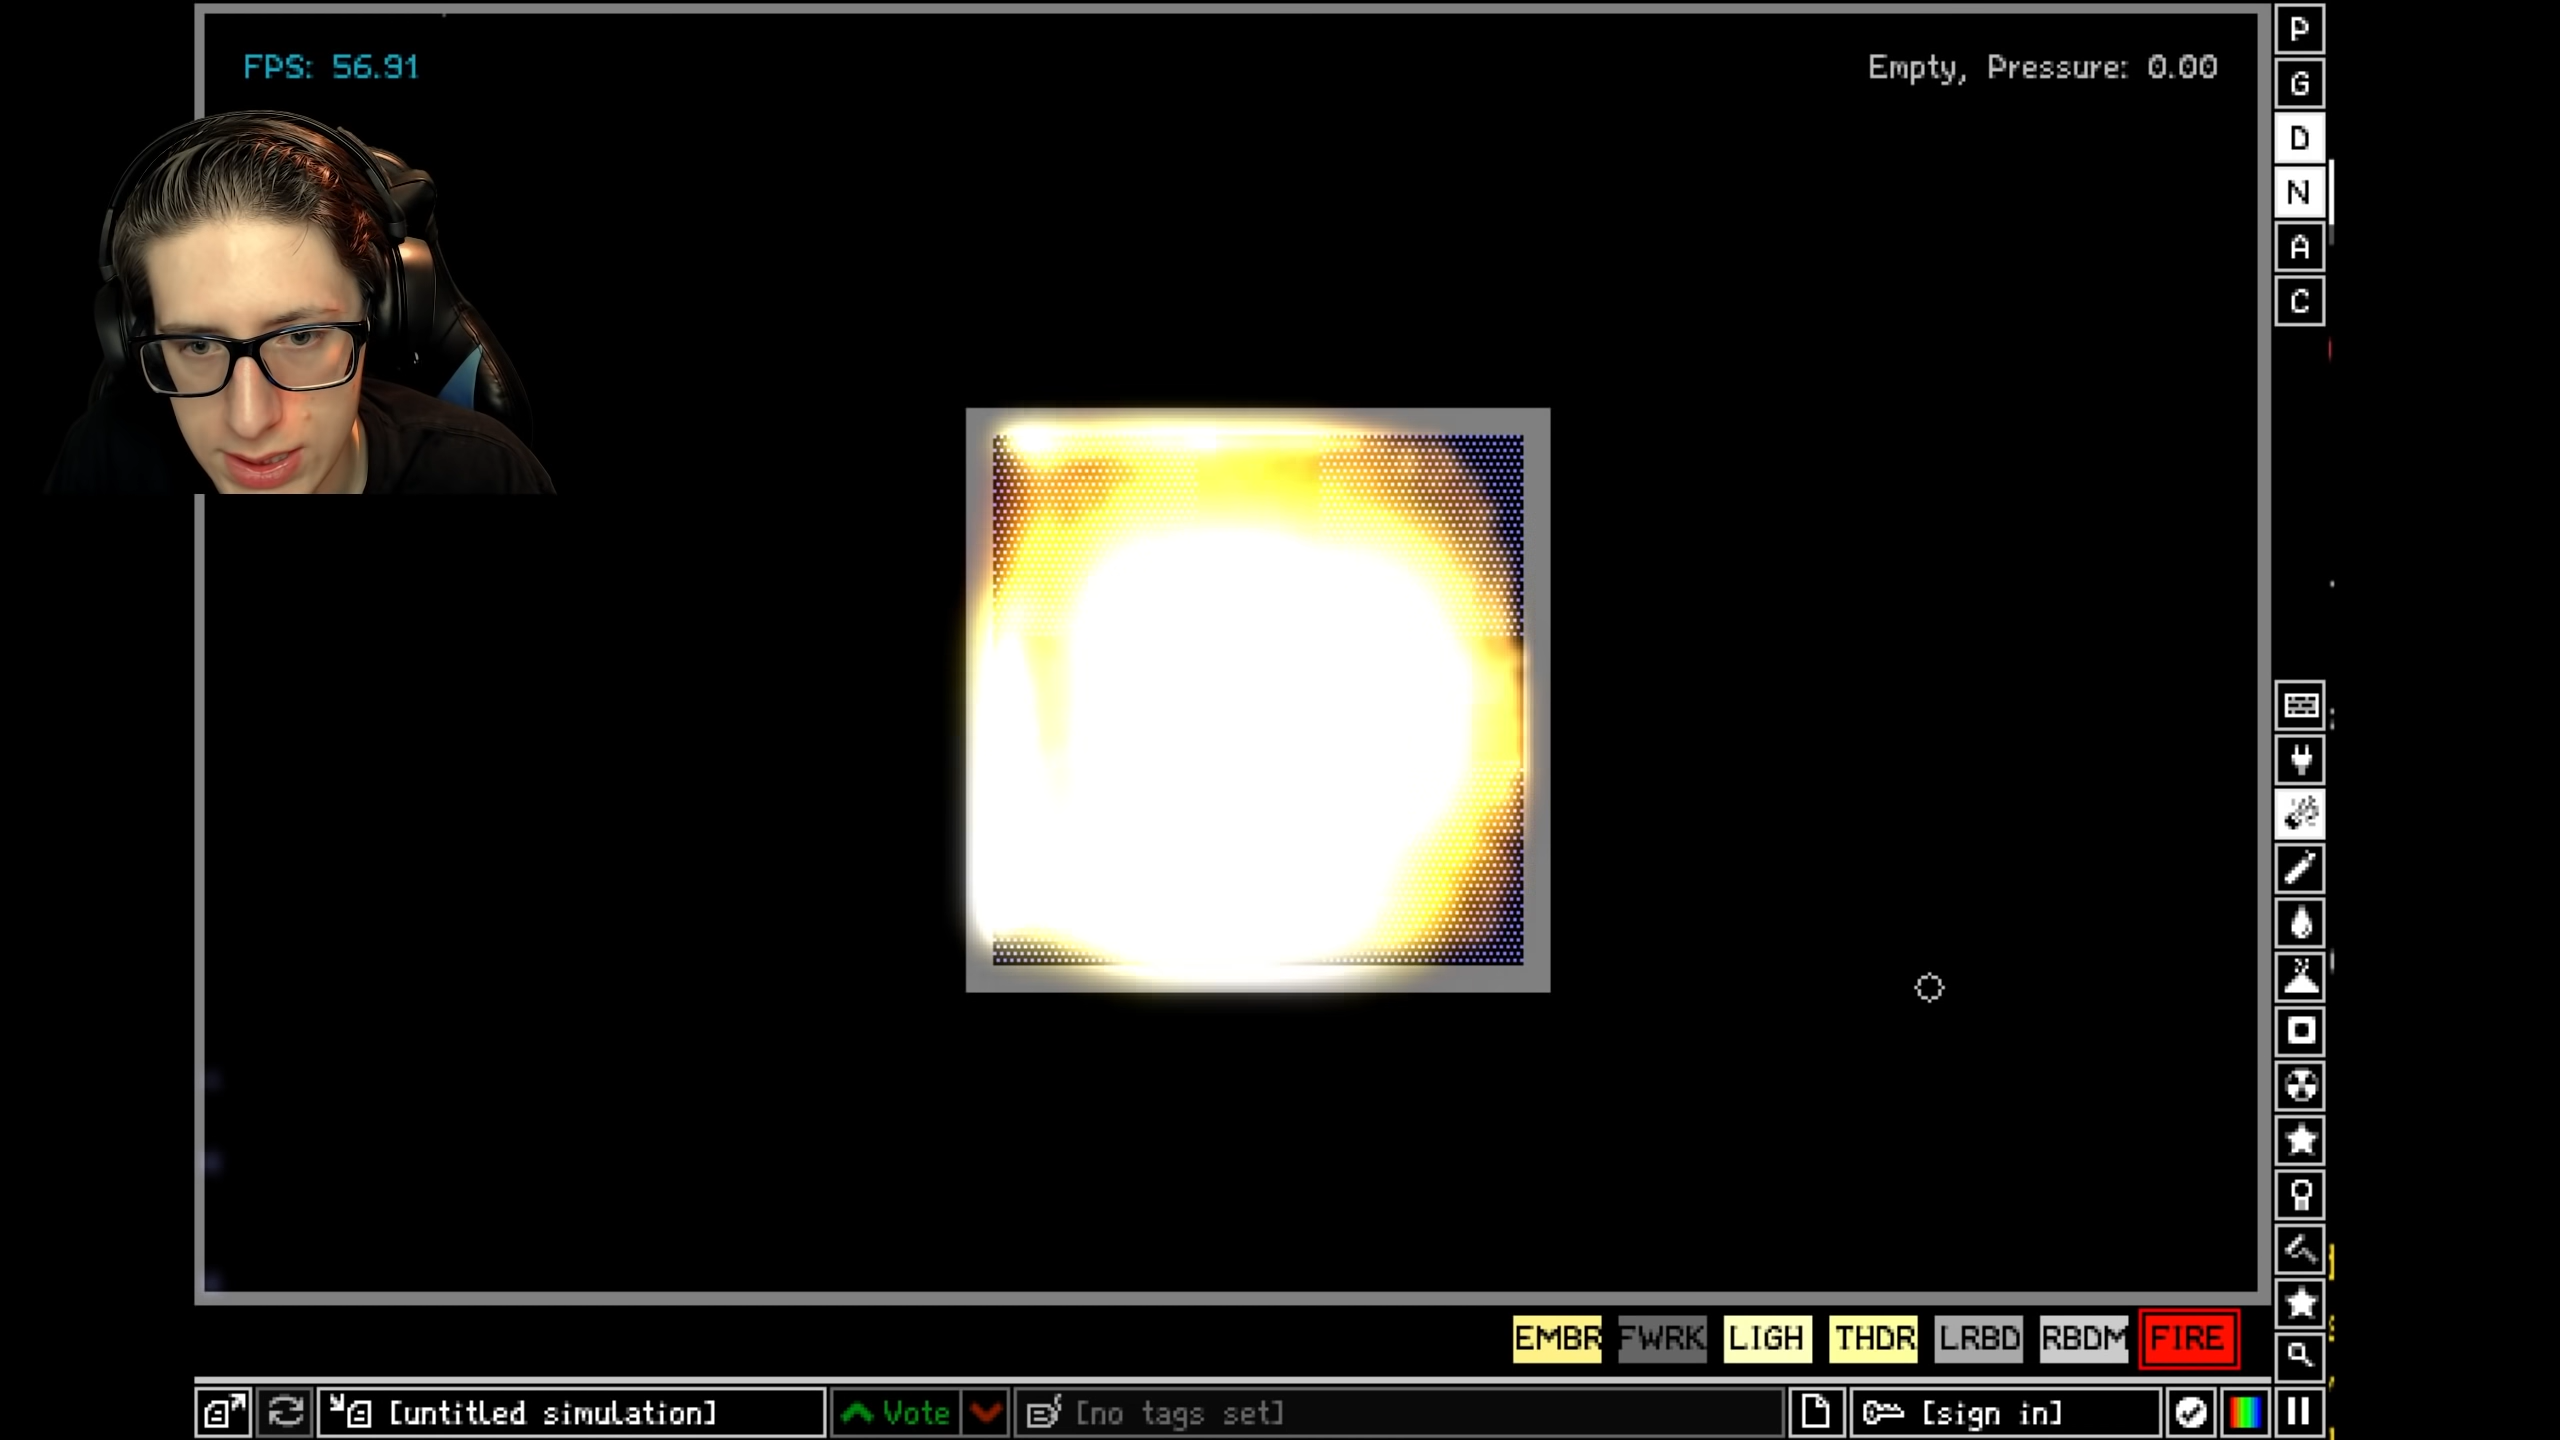 FPS: 56.91
Empty, Pressure: 0.00
P
G
D
N
A
C
EMBR FWRK LIGH THDR LRBD RBDM FIRE
[untitled simulation] Vote [no tags set] [sign in]